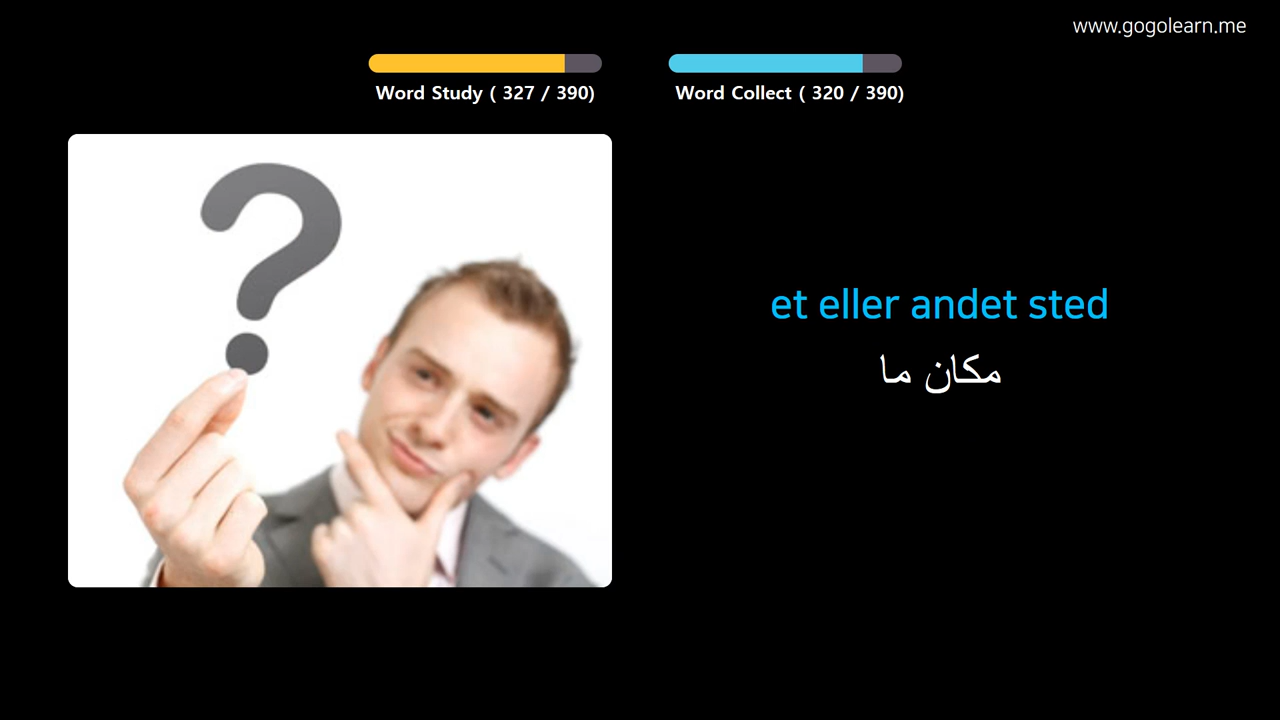 www.gogolearn.me
Word Study ( 327 / 390)
Word Collect ( 320 / 390)
et eller andet sted
مكان ما